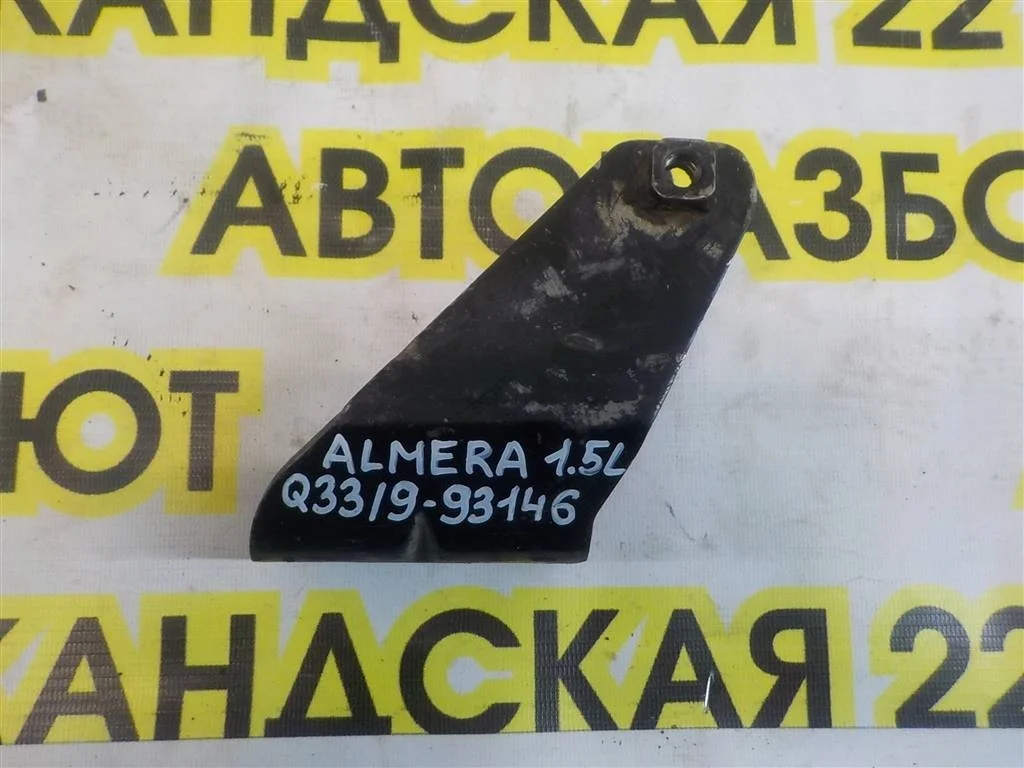 КАНДСКАЯ 22
АВТОРАЗБО
ЮТ
ALMERA 1.5L
Q33/9-93146
КАНДСКАЯ 22